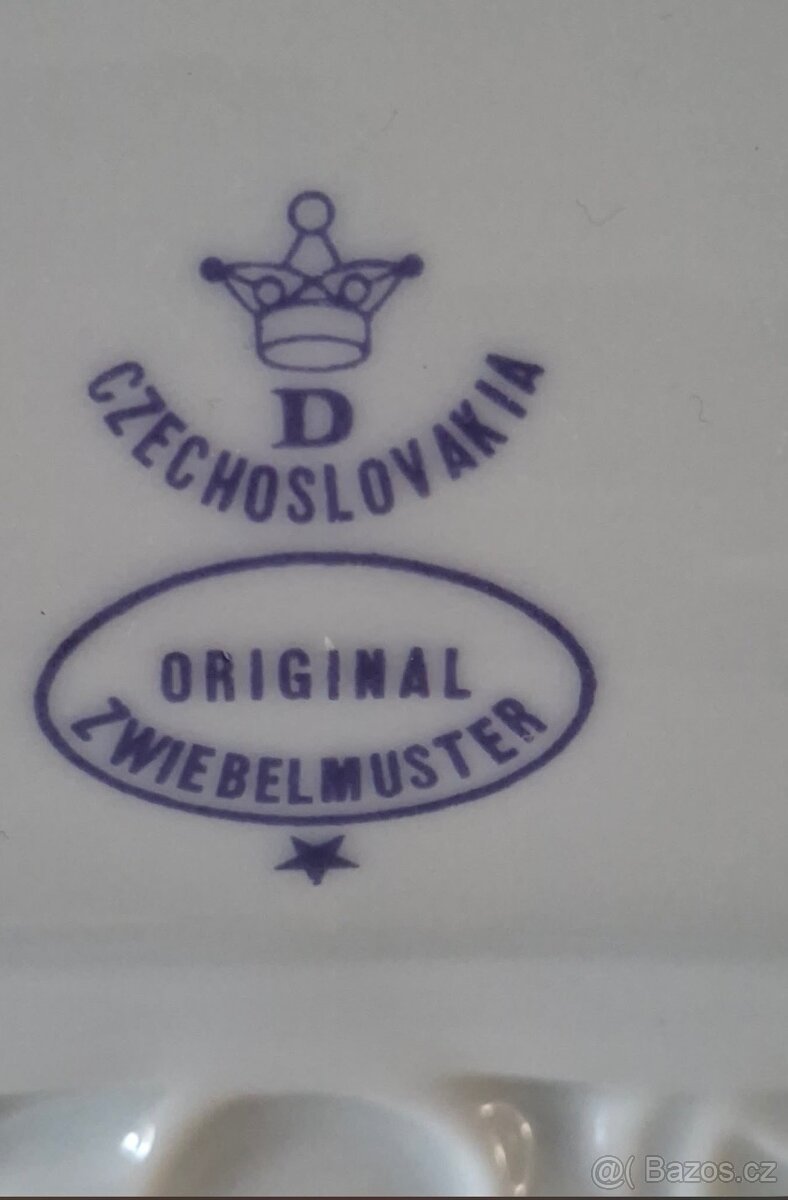 D
CZECHOSLOVAKIA
ORIGINAL
ZWIEBELMUSTER
@( Bazos.cz